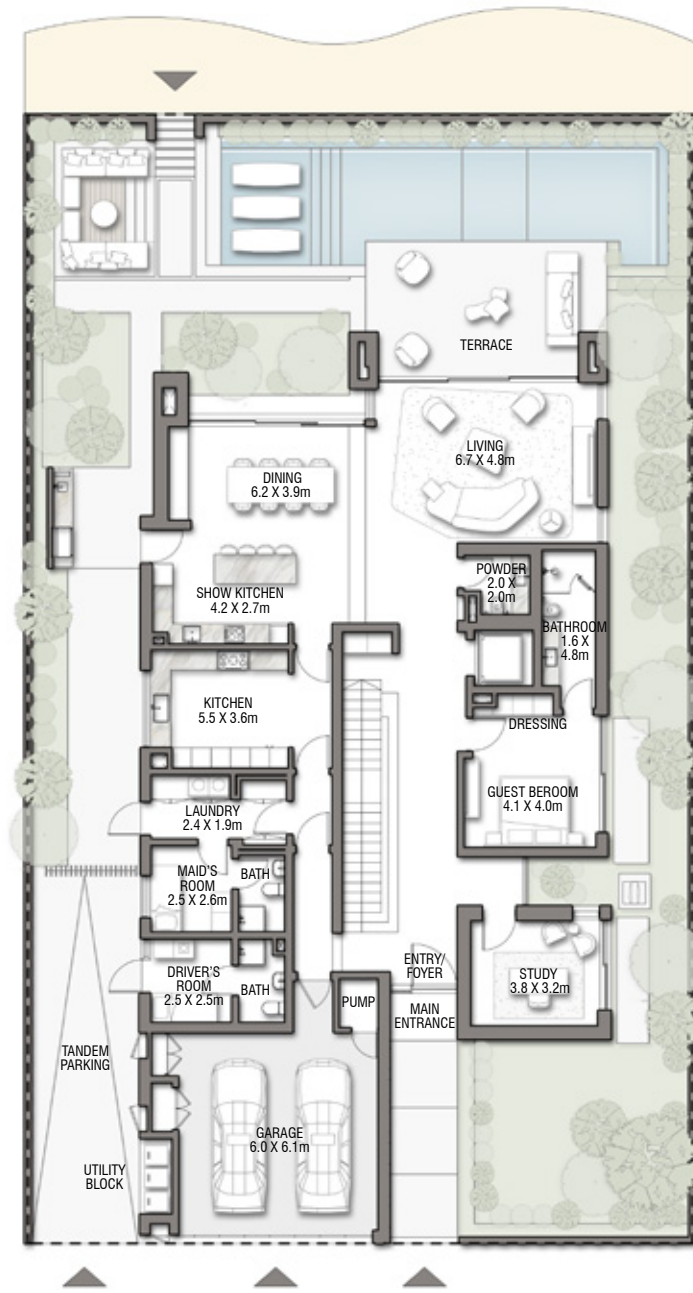 TERRACE
LIVING
6.7 X 4.8m
DINING
6.2 X 3.9m
SHOW KITCHEN
4.2 X 2.7m
POWDER
2.0 X
2.0m
BATHROOM
1.6 X
4.8m
KITCHEN
5.5 X 3.6m
DRESSING
GUEST BEROOM
4.1 X 4.0m
LAUNDRY
2.4 X 1.9m
MAID'S
ROOM
2.5 X 2.6m
BATH
DRIVER'S
ROOM
2.5 X 2.5m
BATH
ENTRY/
FOYER
STUDY
3.8 X 3.2m
PUMP
MAIN
ENTRANCE
TANDEM
PARKING
GARAGE
6.0 X 6.1m
UTILITY
BLOCK